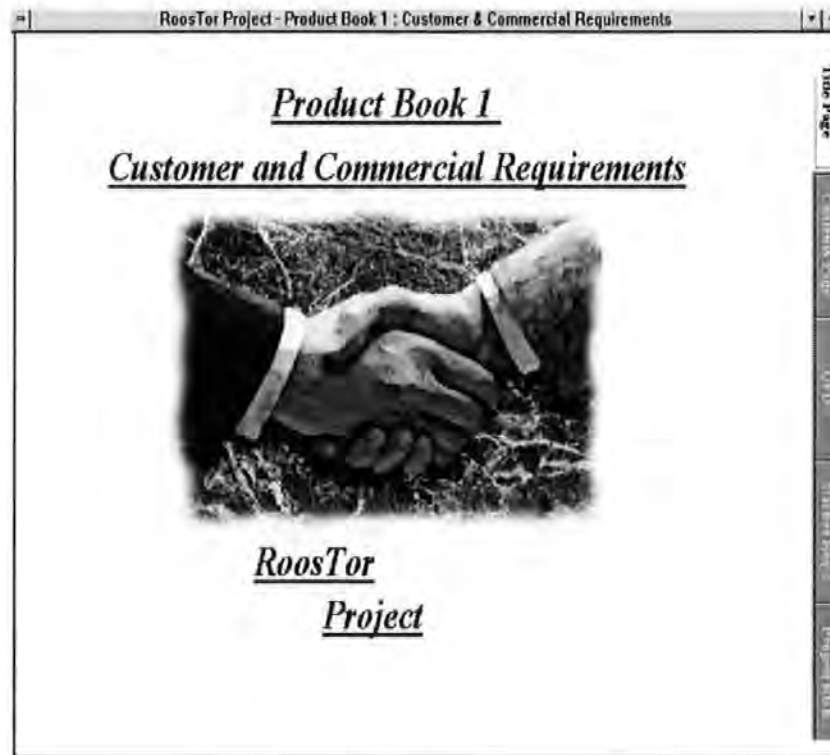 RoosTor Project - Product Book 1 : Customer & Commercial Requirements
Product Book 1
Customer and Commercial Requirements
RoosTor
Project
Title Page